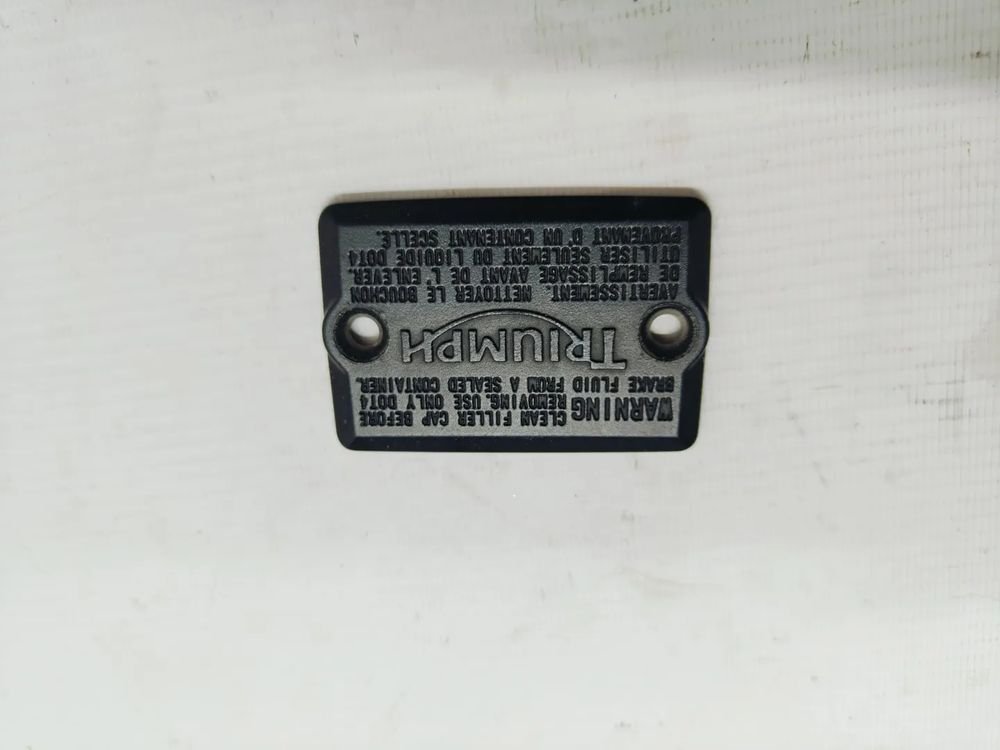 WARNING CLEAN FILLER CAP BEFORE
REMOVING. USE ONLY DOT4
BRAKE FLUID FROM A SEALED CONTAINER.
TRIUMPH
AVERTISSEMENT. NETTOYER LE BOUCHON
DE REMPLISSAGE AVANT DE L' ENLEVER.
UTILISER SEULEMENT DU LIQUIDE DOT4
PROVENANT D' UN CONTENANT SCELLÉ.